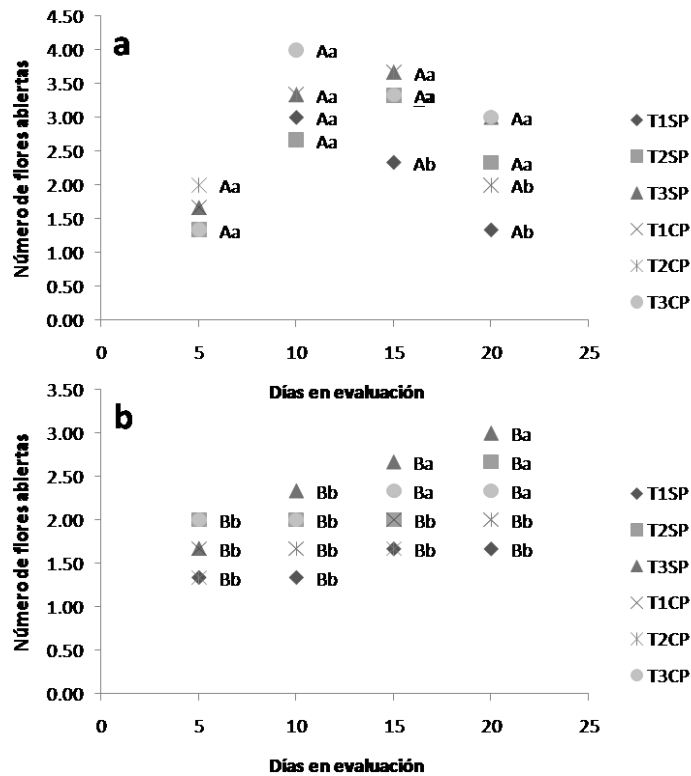 a
Número de flores abiertas
4.50
4.00
3.50
3.00
2.50
2.00
1.50
1.00
0.50
0.00
0
5
10
15
20
25
Días en evaluación
Aa
Aa
Aa
Aa
Aa
Aa
Aa
Aa
Ab
Aa
Aa
Ab
Ab
T1SP
T2SP
T3SP
T1CP
T2CP
T3CP
b
Número de flores abiertas
3.50
3.00
2.50
2.00
1.50
1.00
0.50
0.00
0
5
10
15
20
25
Días en evaluación
Bb
Bb
Bb
Bb
Bb
Bb
Bb
Ba
Ba
Bb
Bb
Ba
Ba
Ba
Bb
Bb
T1SP
T2SP
T3SP
T1CP
T2CP
T3CP